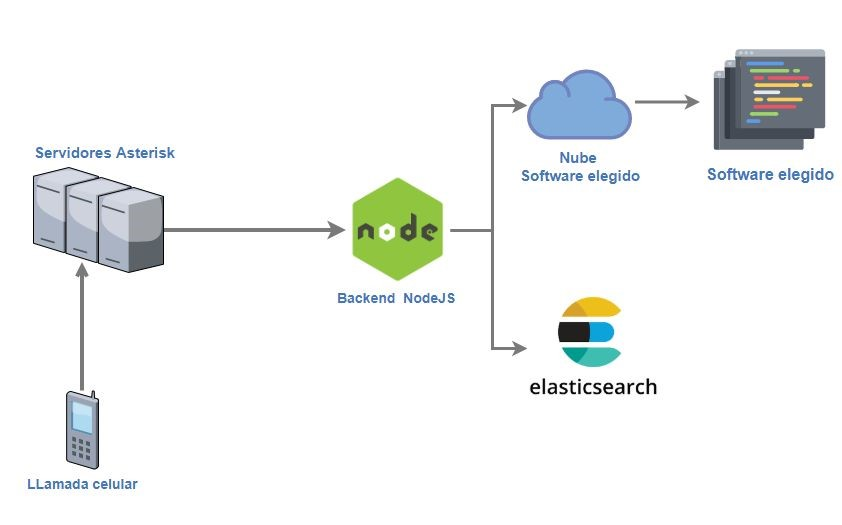 Servidores Asterisk
Nube
Software elegido
Software elegido
node
Backend NodeJS
elasticsearch
LLamada celular